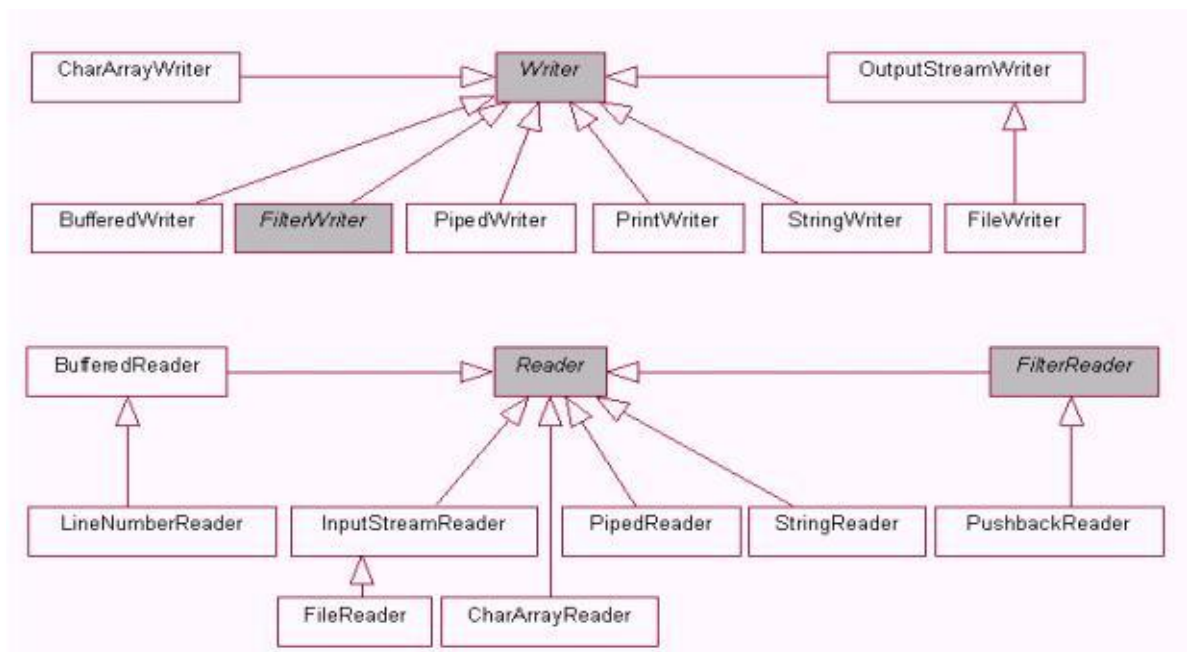 CharArrayWriter
Writer
OutputStreamWriter
BufferedWriter
FilterWriter
PipedWriter
PrintWriter
StringWriter
FileWriter
BufferedReader
Reader
FilterReader
LineNumberReader
InputStreamReader
PipedReader
StringReader
PushbackReader
FileReader
CharArrayReader